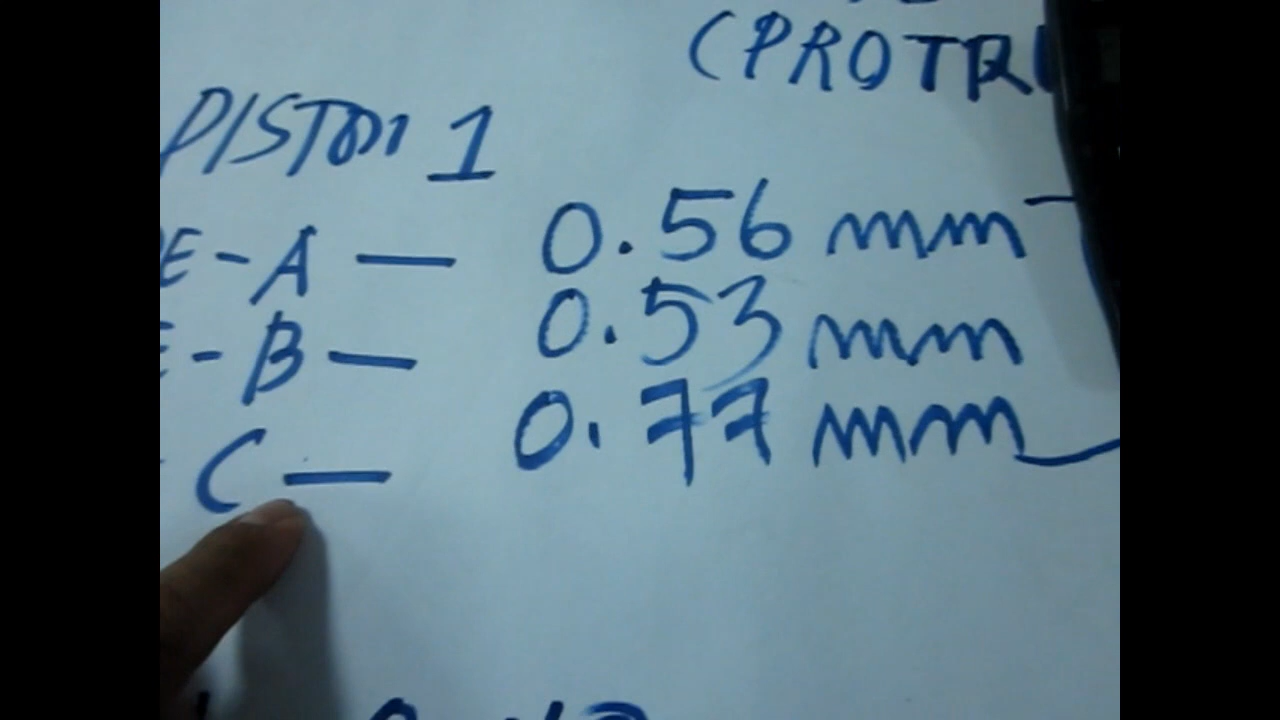 (PROTR
PISTON 1
E-A — 0.56 mm
E-B — 0.53 mm
C — 0.77 mm